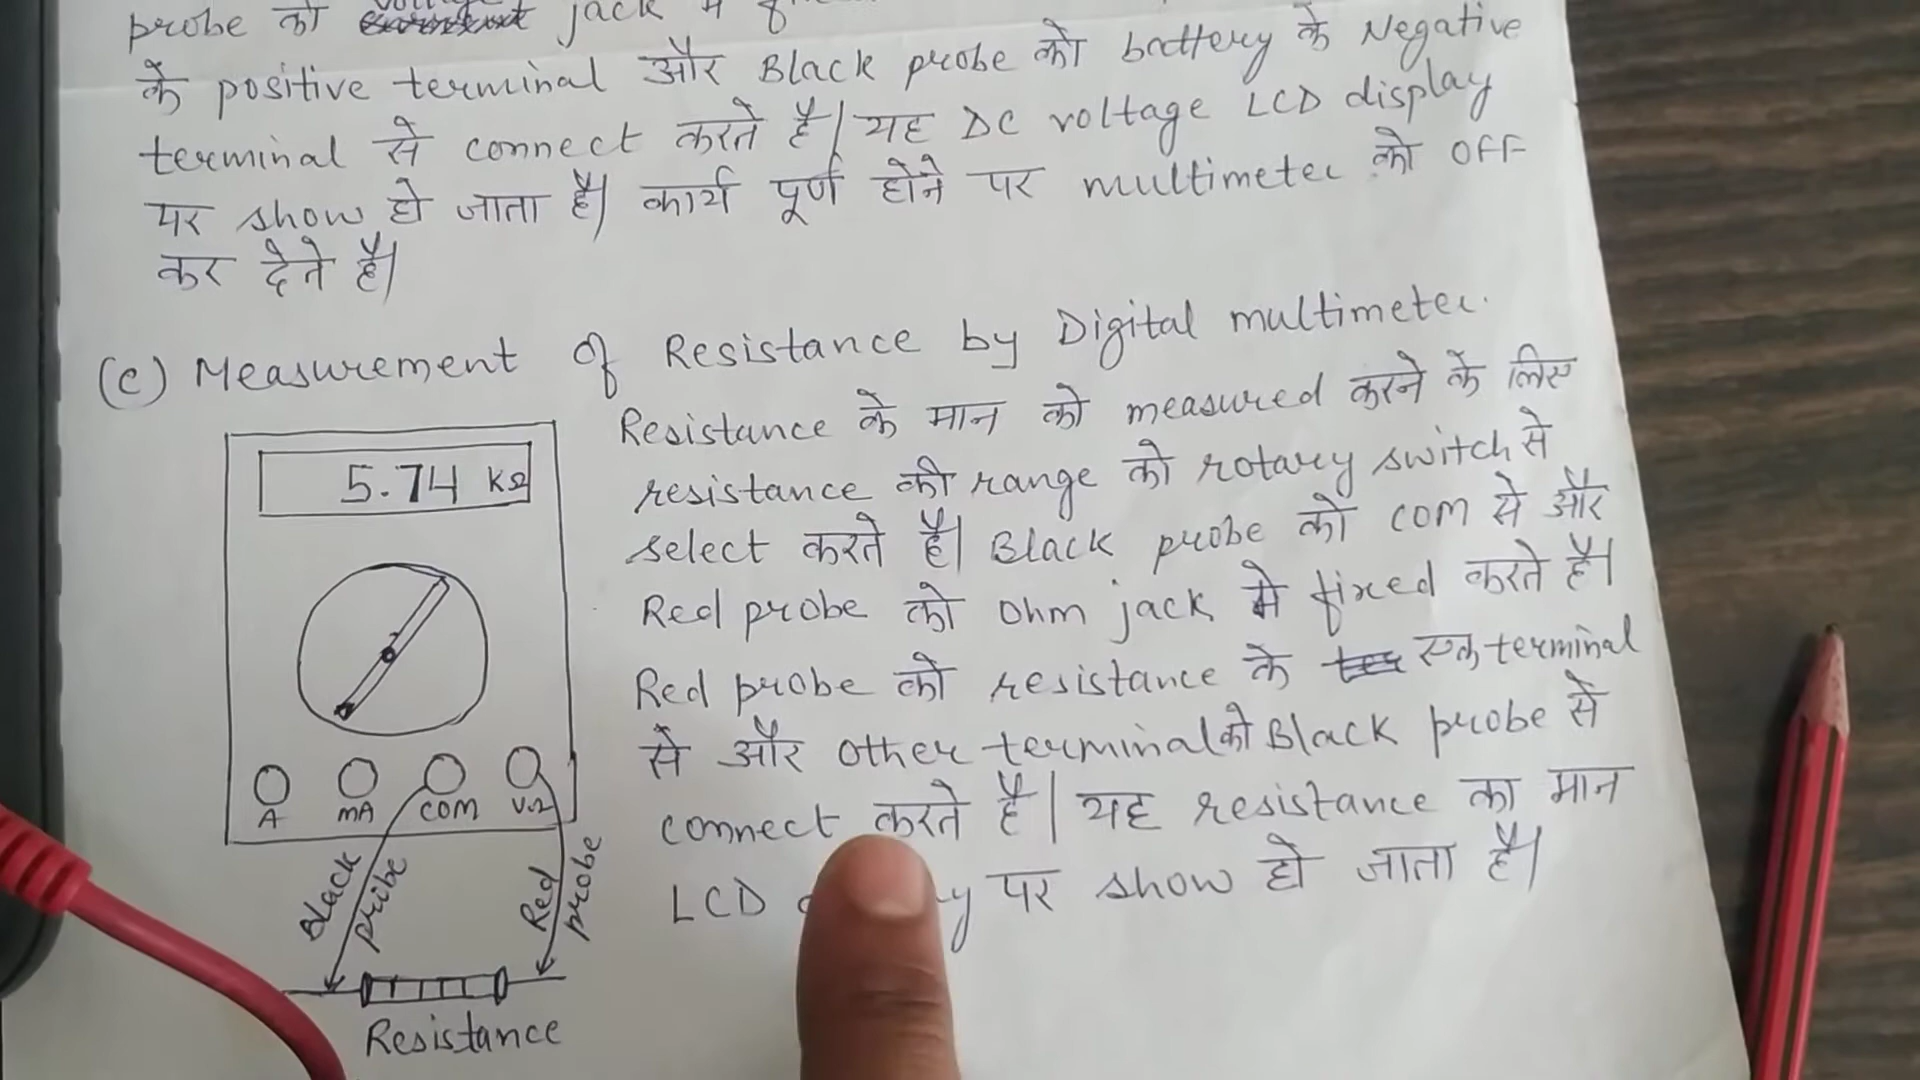 probe को voltage jack में
के positive terminal और Black probe को battery के Negative
terminal से connect करते है। यह DC voltage LCD display
पर show हो जाता है। कार्य पूर्ण होने पर multimeter को OFF
कर देते है।
(c) Measurement of Resistance by Digital multimeter.
Resistance के मान को measured करने के लिए
resistance की range को rotary switch से
select करते है। Black probe को COM से और
Red probe को Ohm jack में fixed करते है।
Red probe को resistance के एक terminal
से और other terminal को Black probe से
connect करते है। यह resistance का मान
LCD पर show हो जाता है।
5.74 KΩ
A mA COM V-Ω
Black probe
Red probe
Resistance